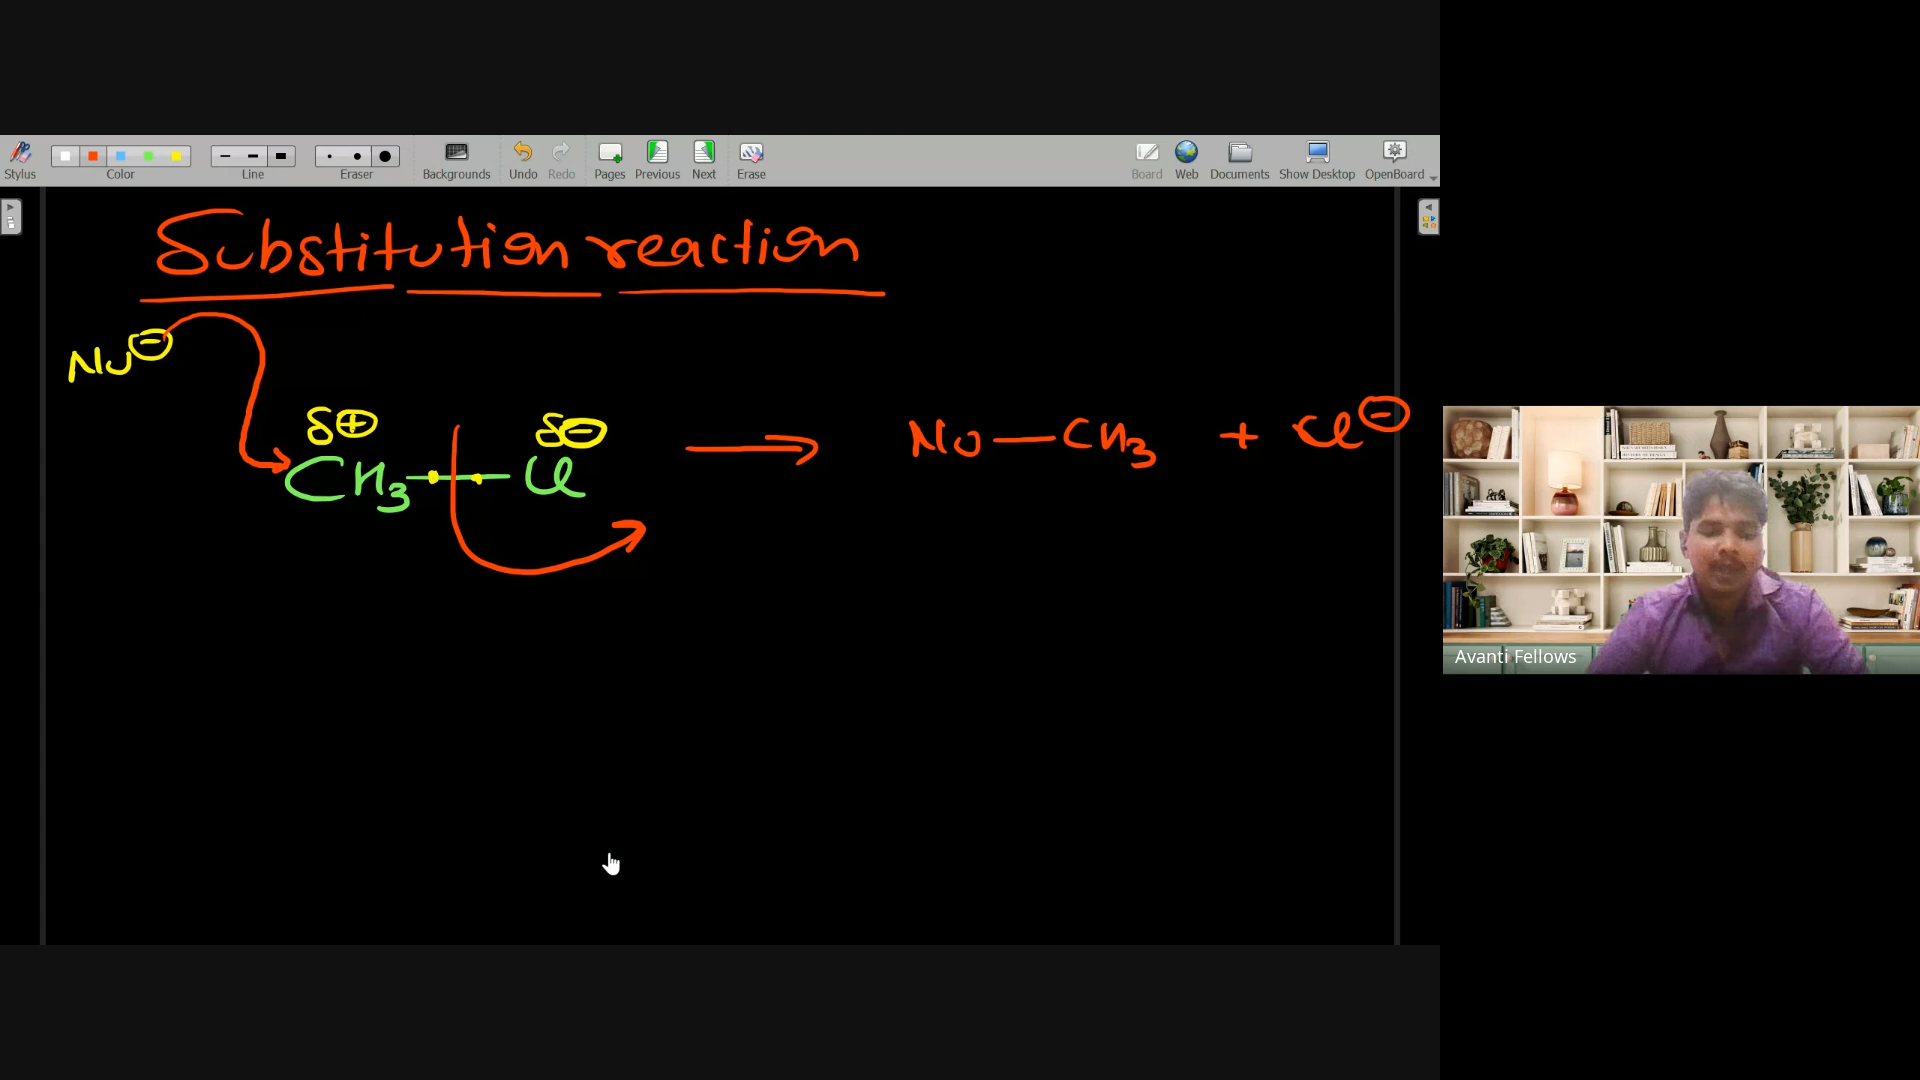 Stylus Color Line Eraser Backgrounds Undo Redo Pages Previous Next Erase Board Web Documents Show Desktop OpenBoard
Substitution reaction
Nu⊖
δ⊕ δ⊖
CH₃—Cl → Nu—CH₃ + Cl⊖
Avanti Fellows